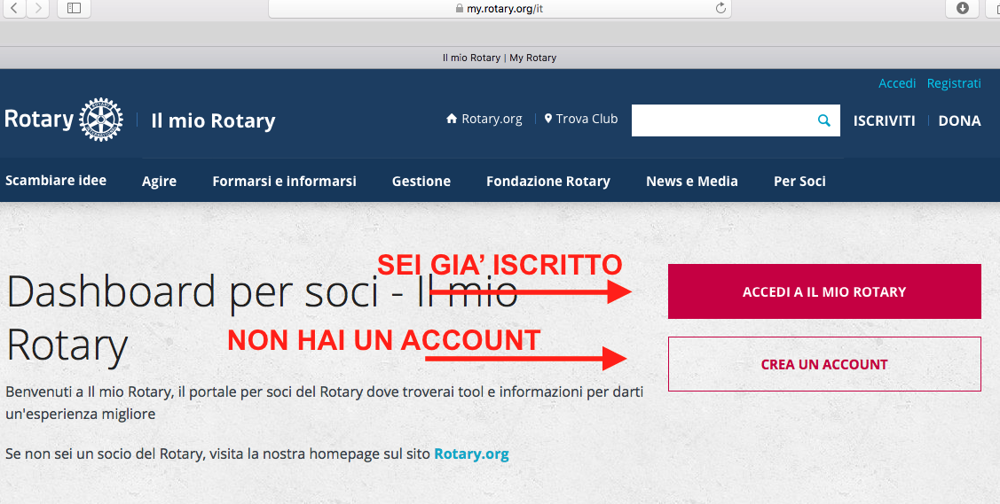 my.rotary.org/it
Il mio Rotary | My Rotary
Accedi Registrati
Rotary Il mio Rotary Rotary.org Trova Club ISCRIVITI DONA
Scambiare idee Agire Formarsi e informarsi Gestione Fondazione Rotary News e Media Per Soci
SEI GIÀ' ISCRITTO
Dashboard per soci - Il mio
Rotary
ACCEDI A IL MIO ROTARY
NON HAI UN ACCOUNT
CREA UN ACCOUNT
Benvenuti a Il mio Rotary, il portale per soci del Rotary dove troverai tool e informazioni per darti
un'esperienza migliore
Se non sei un socio del Rotary, visita la nostra homepage sul sito Rotary.org